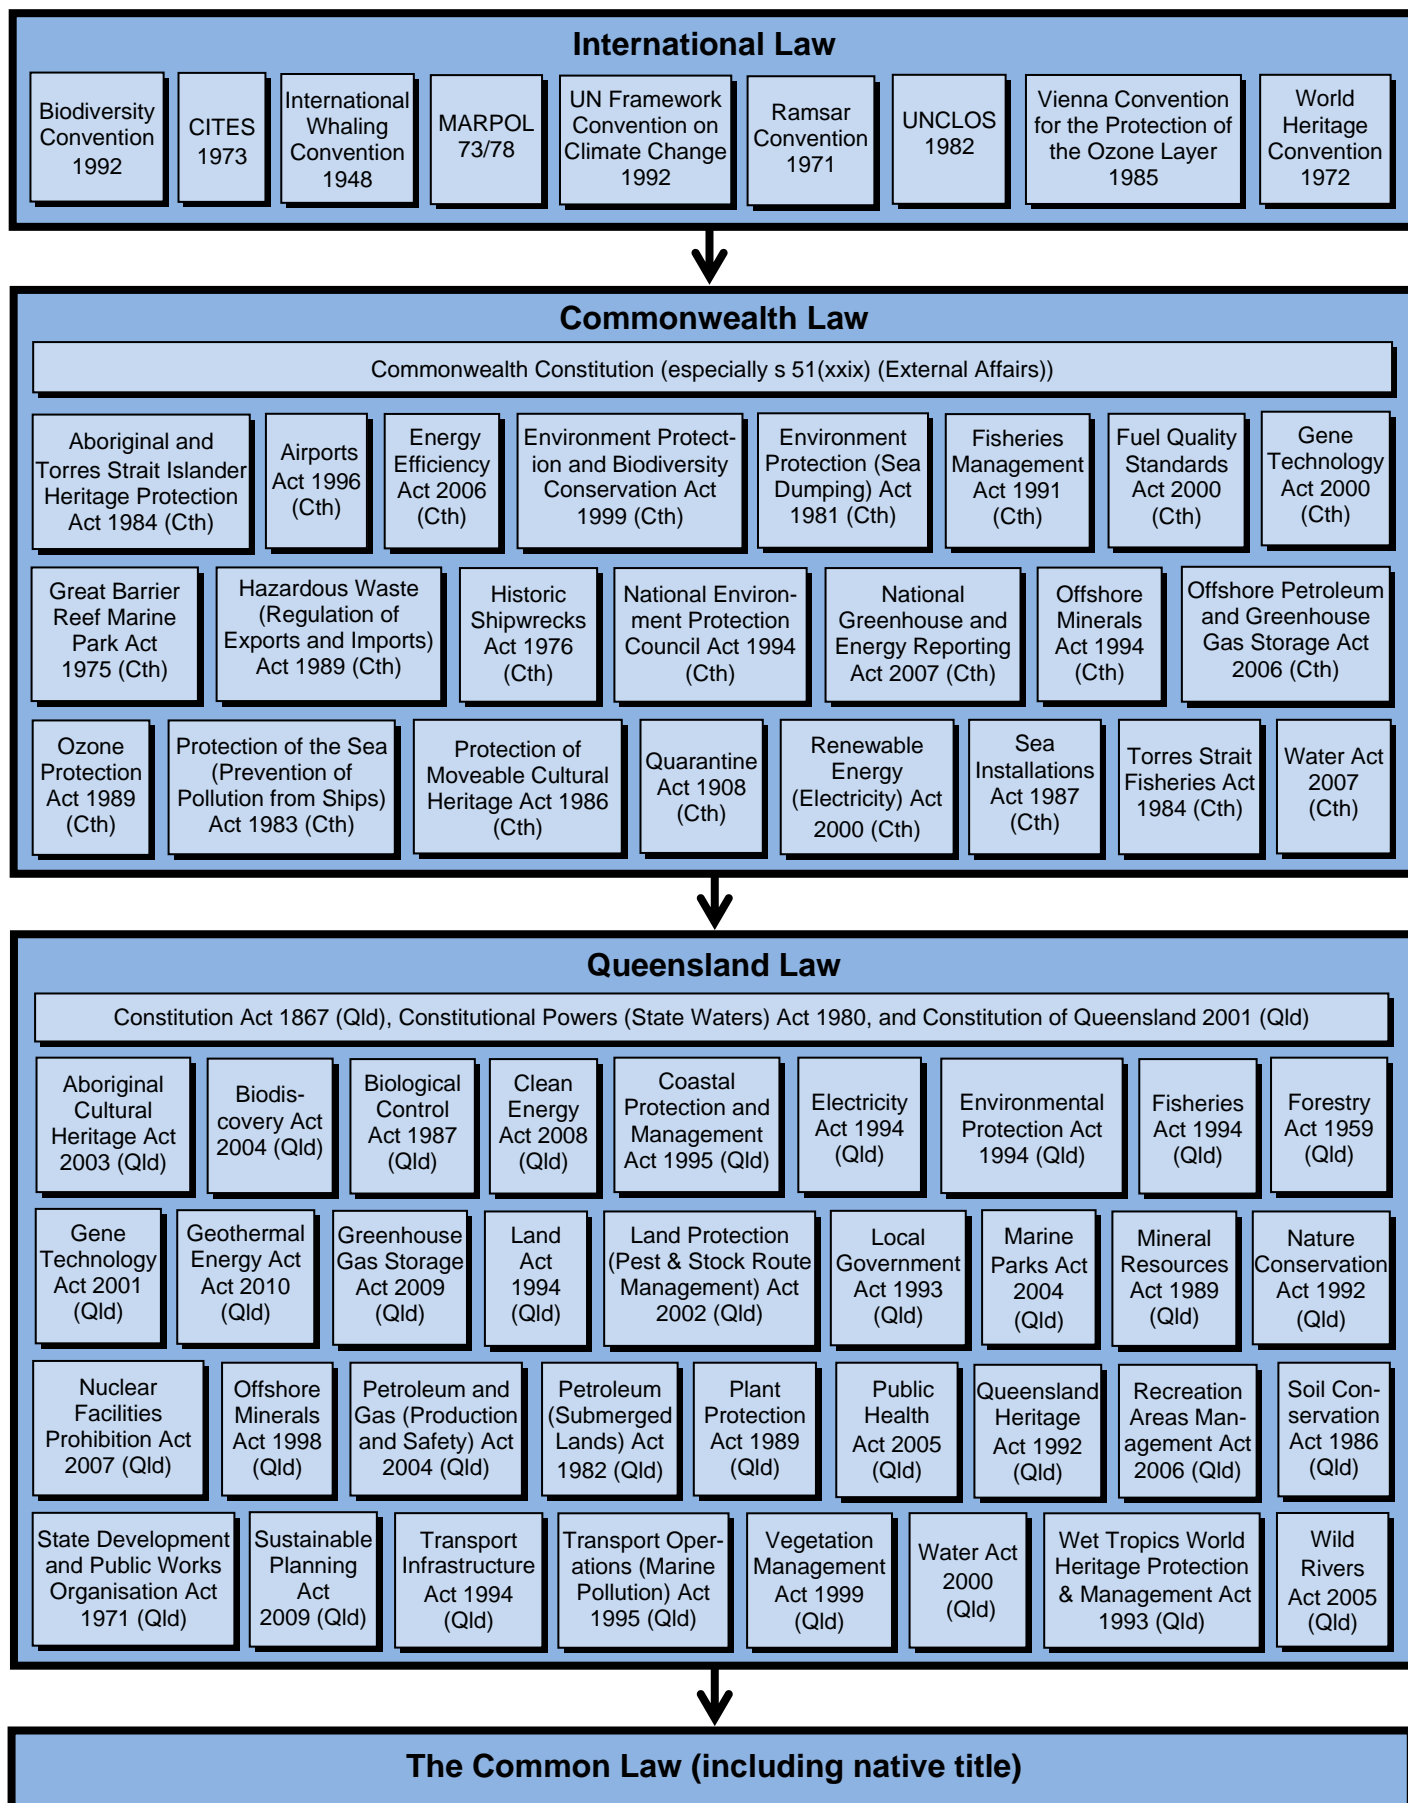 International Law
Biodiversity
Convention
1992
CITES
1973
International
Whaling
Convention
1948
MARPOL
73/78
UN Framework
Convention on
Climate Change
1992
Ramsar
Convention
1971
UNCLOS
1982
Vienna Convention
for the Protection of
the Ozone Layer
1985
World
Heritage
Convention
1972
Commonwealth Law
Commonwealth Constitution (especially s 51(xxix) (External Affairs))
Aboriginal and
Torres Strait Islander
Heritage Protection
Act 1984 (Cth)
Airports
Act 1996
(Cth)
Energy
Efficiency
Act 2006
(Cth)
Environment Protect-
ion and Biodiversity
Conservation Act
1999 (Cth)
Environment
Protection (Sea
Dumping) Act
1981 (Cth)
Fisheries
Management
Act 1991
(Cth)
Fuel Quality
Standards
Act 2000
(Cth)
Gene
Technology
Act 2000
(Cth)
Great Barrier
Reef Marine
Park Act
1975 (Cth)
Hazardous Waste
(Regulation of
Exports and Imports)
Act 1989 (Cth)
Historic
Shipwrecks
Act 1976
(Cth)
National Environ-
ment Protection
Council Act 1994
(Cth)
National
Greenhouse and
Energy Reporting
Act 2007 (Cth)
Offshore
Minerals
Act 1994
(Cth)
Offshore Petroleum
and Greenhouse
Gas Storage Act
2006 (Cth)
Ozone
Protection
Act 1989
(Cth)
Protection of the Sea
(Prevention of
Pollution from Ships)
Act 1983 (Cth)
Protection of
Moveable Cultural
Heritage Act 1986
(Cth)
Quarantine
Act 1908
(Cth)
Renewable
Energy
(Electricity) Act
2000 (Cth)
Sea
Installations
Act 1987
(Cth)
Torres Strait
Fisheries Act
1984 (Cth)
Water Act
2007
(Cth)
Queensland Law
Constitution Act 1867 (Qld), Constitutional Powers (State Waters) Act 1980, and Constitution of Queensland 2001 (Qld)
Aboriginal
Cultural
Heritage Act
2003 (Qld)
Biodis-
covery Act
2004 (Qld)
Biological
Control
Act 1987
(Qld)
Clean
Energy
Act 2008
(Qld)
Coastal
Protection and
Management
Act 1995 (Qld)
Electricity
Act 1994
(Qld)
Environmental
Protection Act
1994 (Qld)
Fisheries
Act 1994
(Qld)
Forestry
Act 1959
(Qld)
Gene
Technology
Act 2001
(Qld)
Geothermal
Energy Act
Act 2010
(Qld)
Greenhouse
Gas Storage
Act 2009
(Qld)
Land
Act
1994
(Qld)
Land Protection
(Pest & Stock Route
Management) Act
2002 (Qld)
Local
Government
Act 1993
(Qld)
Marine
Parks Act
2004
(Qld)
Mineral
Resources
Act 1989
(Qld)
Nature
Conservation
Act 1992
(Qld)
Nuclear
Facilities
Prohibition Act
2007 (Qld)
Offshore
Minerals
Act 1998
(Qld)
Petroleum and
Gas (Production
and Safety) Act
2004 (Qld)
Petroleum
(Submerged
Lands) Act
1982 (Qld)
Plant
Protection
Act 1989
(Qld)
Public
Health
Act 2005
(Qld)
Queensland
Heritage
Act 1992
(Qld)
Recreation
Areas Man-
agement Act
2006 (Qld)
Soil Con-
servation
Act 1986
(Qld)
State Development
and Public Works
Organisation Act
1971 (Qld)
Sustainable
Planning
Act
2009 (Qld)
Transport
Infrastructure
Act 1994
(Qld)
Transport Oper-
ations (Marine
Pollution) Act
1995 (Qld)
Vegetation
Management
Act 1999
(Qld)
Water Act
2000
(Qld)
Wet Tropics World
Heritage Protection
& Management Act
1993 (Qld)
Wild
Rivers
Act 2005
(Qld)
The Common Law (including native title)